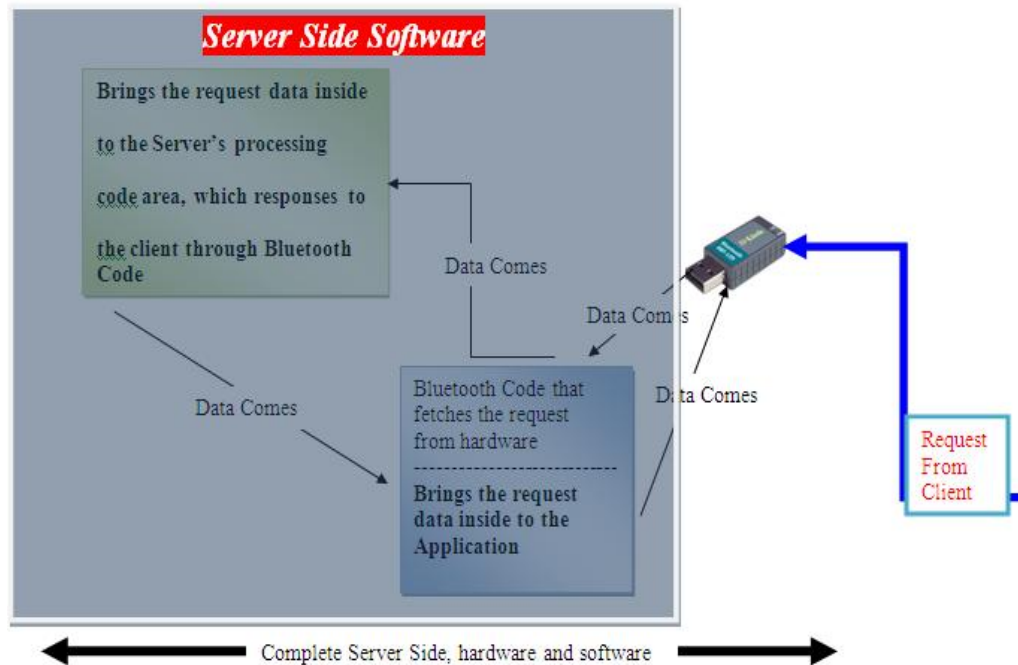 Server Side Software
Brings the request data inside
to the Server's processing
code area, which responses to
the client through Bluetooth
Code
Data Comes
Data Comes
Data Comes
Data Comes
Bluetooth Code that
fetches the request
from hardware
-----------------------------
Brings the request
data inside to the
Application
Request
From
Client
Complete Server Side, hardware and software